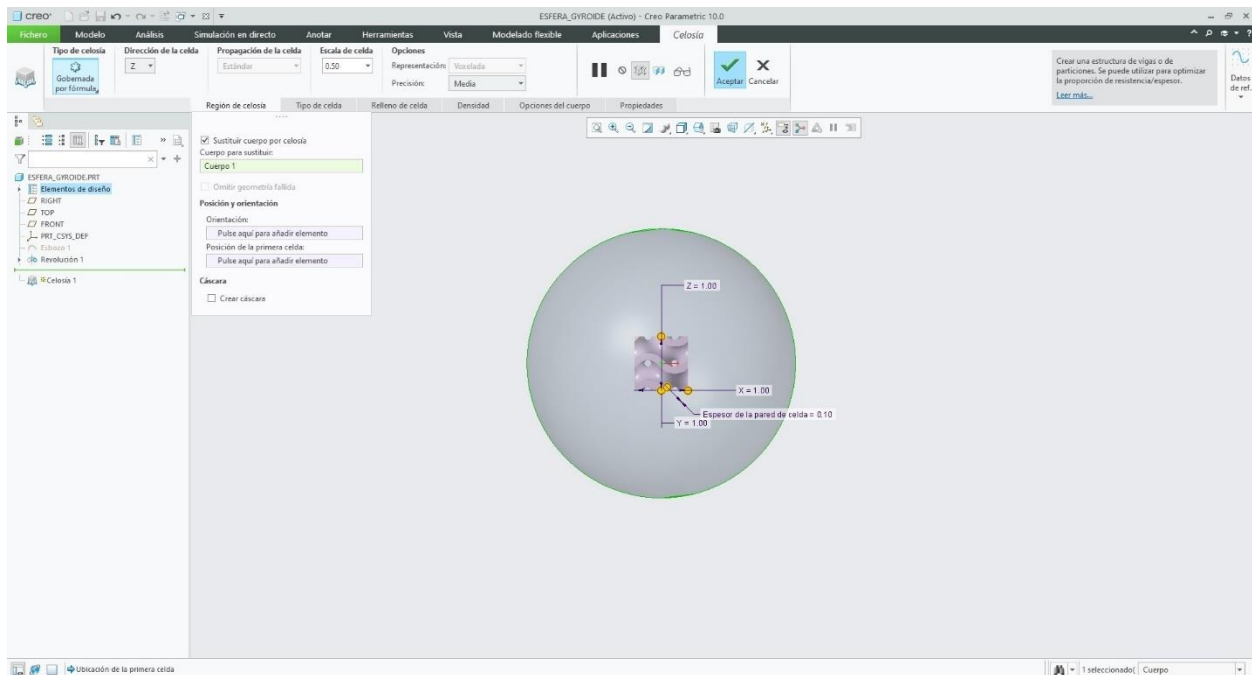 creo
ESFERA_GYROIDE (Activo) - Creo Parametric 10.0
Fichero Modelo Análisis Simulación en directo Anotar Herramientas Vista Modelado flexible Aplicaciones Celosía
Tipo de celosía Dirección de la celda Propagación de la celda Escala de celda Opciones
Gobernada por fórmula Z Estándar 0.50 Representación: Voxelada
Precisión: Media
Aceptar Cancelar
Crear una estructura de vigas o de
particiones. Se puede utilizar para optimizar
la proporción de resistencia/espesor.
Leer más...
Datos
de ref.
Región de celosía Tipo de celda Relleno de celda Densidad Opciones del cuerpo Propiedades
Sustituir cuerpo por celosía
Cuerpo para sustituir:
Cuerpo 1
Omitir geometría fallida
Posición y orientación
Orientación:
Pulse aquí para añadir elemento
Posición de la primera celda:
Pulse aquí para añadir elemento
Cáscara
Crear cáscara
ESFERA_GYROIDE.PRT
Elementos de diseño
RIGHT
TOP
FRONT
PRT_CSYS_DEF
Esbozo 1
Revolución 1
Celosía 1
Z = 1.00
X = 1.00
Espesor de la pared de celda = 0.10
Y = 1.00
Ubicación de la primera celda
1 seleccionado( Cuerpo